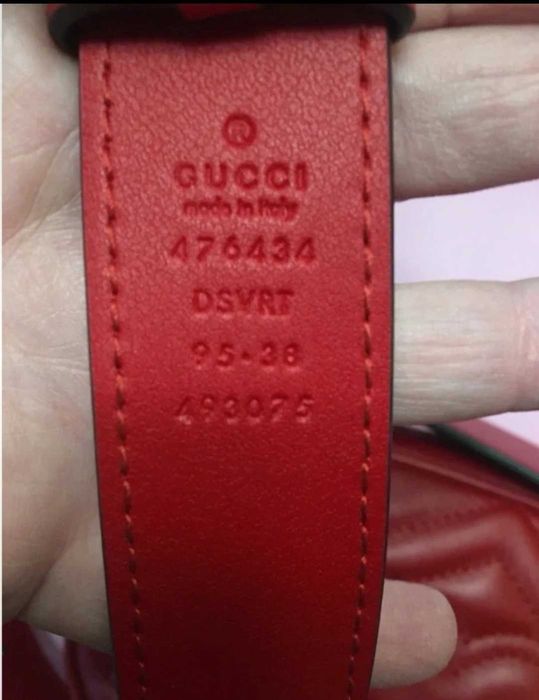 ®
GUCCI
made in Italy
476434
DSVRT
95·38
493075